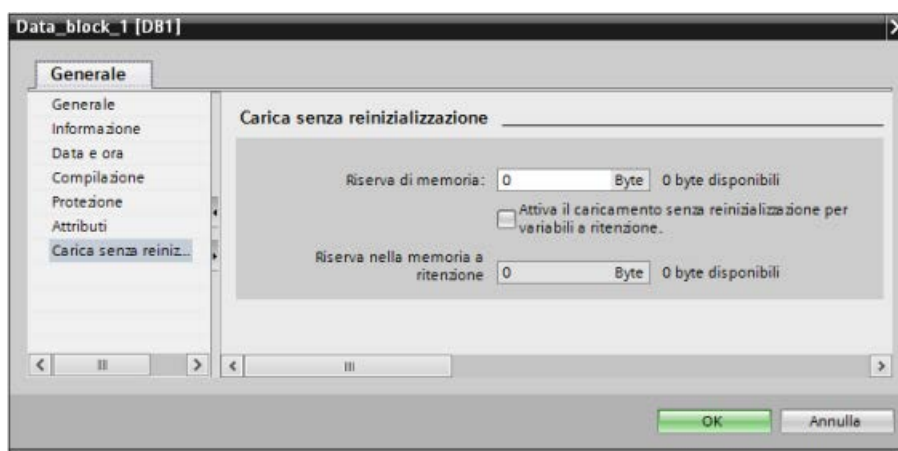 Data_block_1 [DB1]
Generale
Generale
Informazione
Data e ora
Compilazione
Protezione
Attributi
Carica senza reiniz...
Carica senza reinizializzazione
Riserva di memoria: 0 Byte 0 byte disponibili
Attiva il caricamento senza reinizializzazione per
variabili a ritenzione.
Riserva nella memoria a
ritenzione 0 Byte 0 byte disponibili
OK Annulla